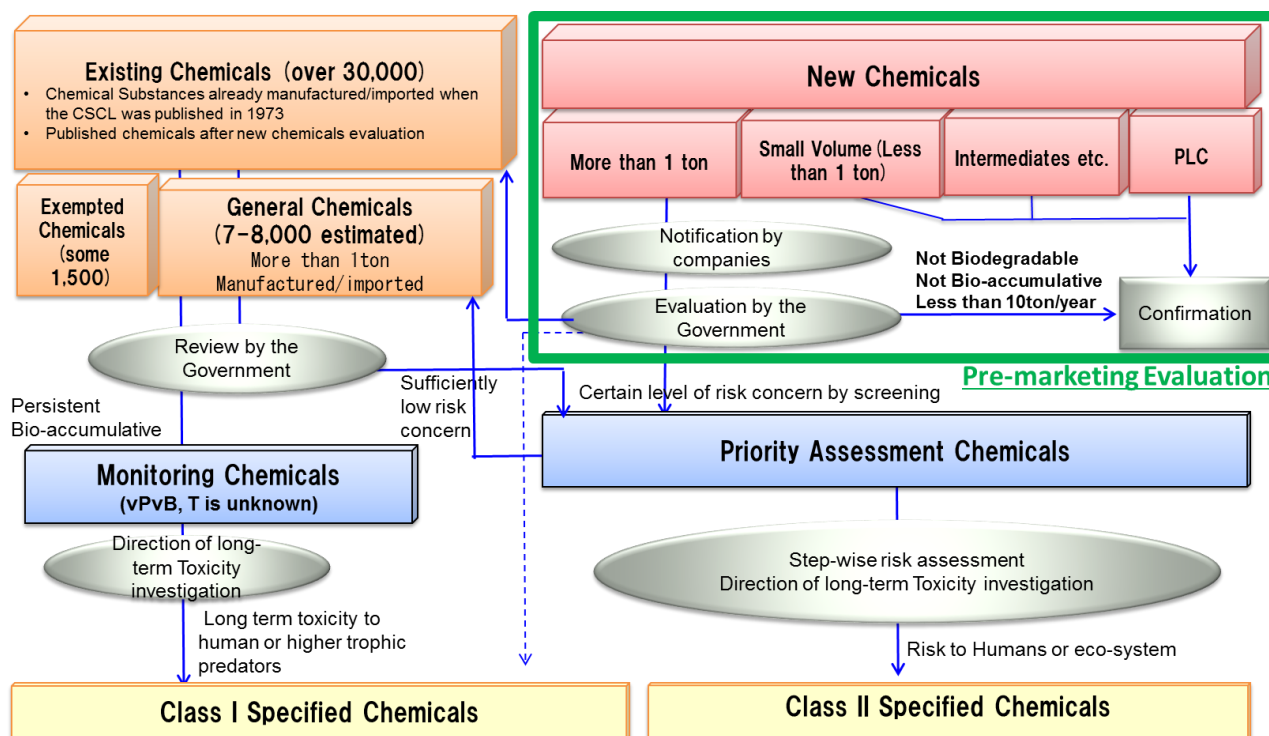 Existing Chemicals (over 30,000)
• Chemical Substances already manufactured/imported when
the CSCL was published in 1973
• Published chemicals after new chemicals evaluation
Exempted
Chemicals
(some
1,500)
General Chemicals
(7-8,000 estimated)
More than 1ton
Manufactured/imported
New Chemicals
More than 1 ton
Small Volume (Less
than 1 ton)
Intermediates etc.
PLC
Notification by
companies
Evaluation by the
Government
Not Biodegradable
Not Bio-accumulative
Less than 10ton/year
Confirmation
Pre-marketing Evaluation
Review by the
Government
Persistent
Bio-accumulative
Sufficiently
low risk
concern
Certain level of risk concern by screening
Priority Assessment Chemicals
Monitoring Chemicals
(vPvB, T is unknown)
Direction of long-
term Toxicity
investigation
Step-wise risk assessment
Direction of long-term Toxicity investigation
Long term toxicity to
human or higher trophic
predators
Risk to Humans or eco-system
Class I Specified Chemicals
Class II Specified Chemicals